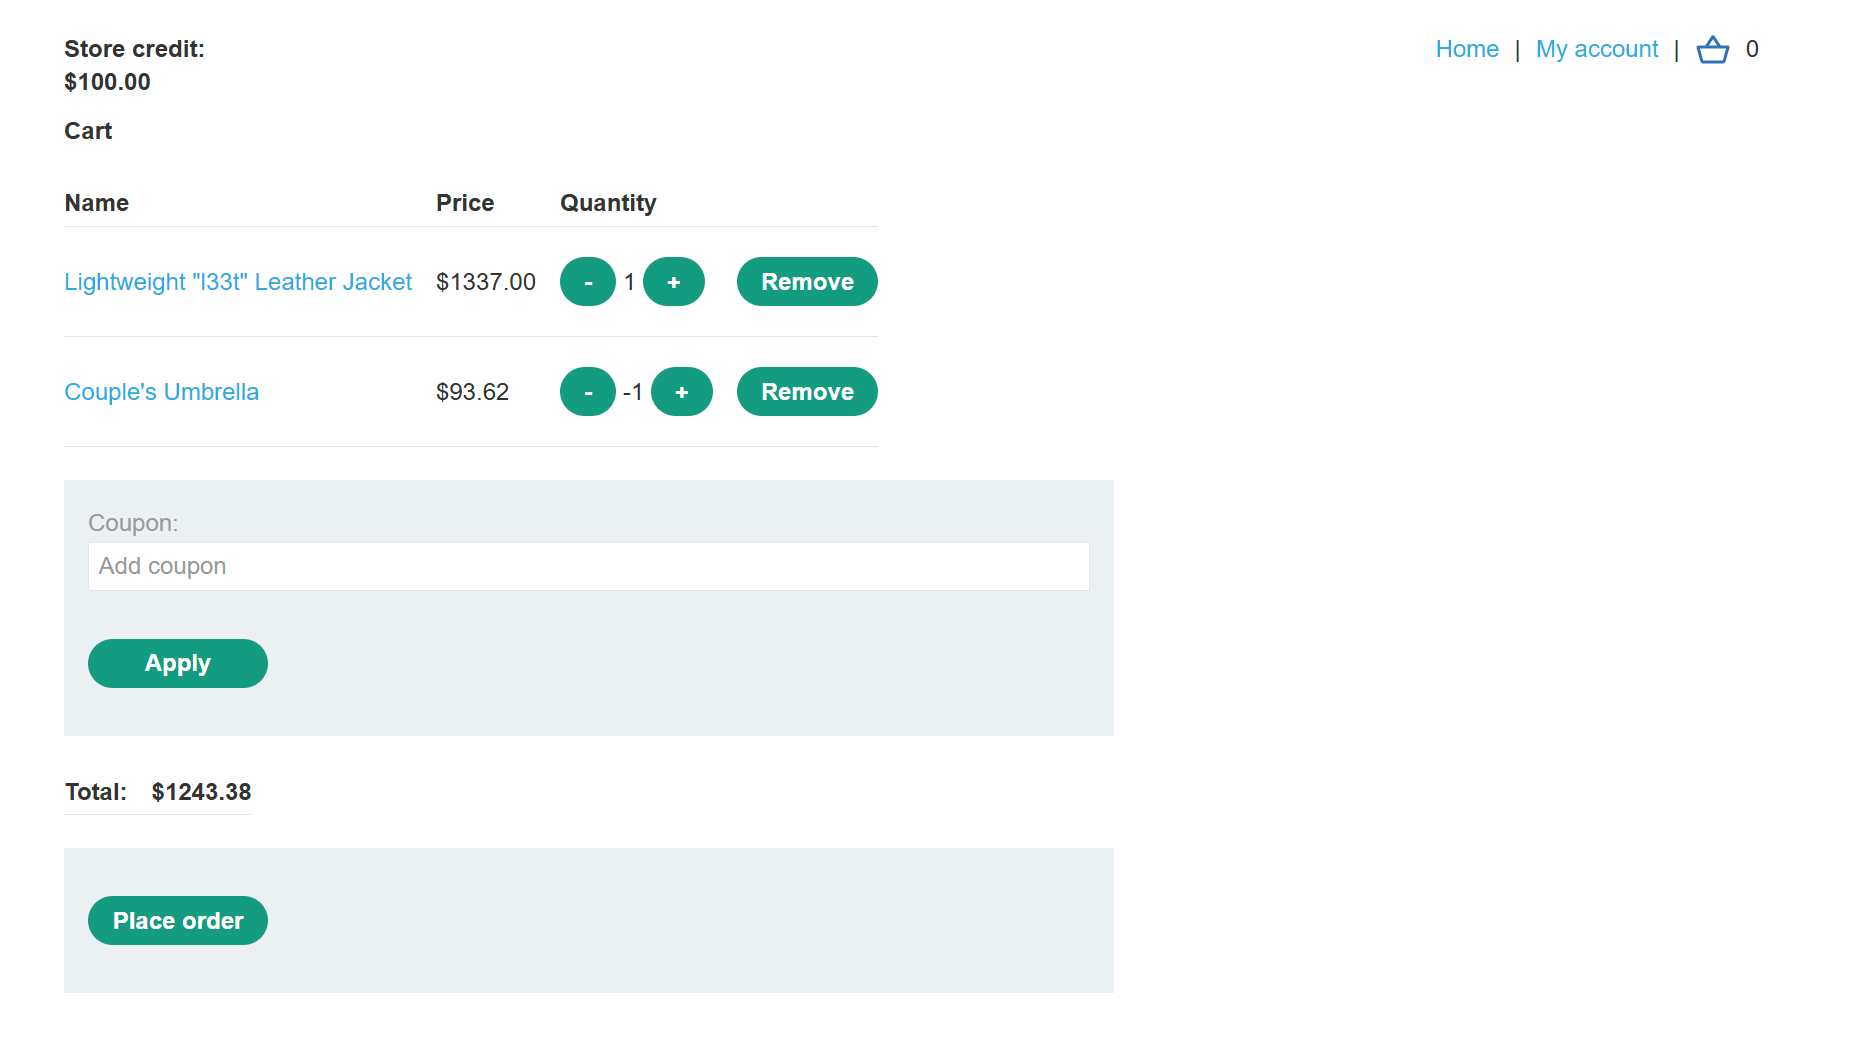 Store credit:
$100.00
Home | My account | 0
Cart
Name Price Quantity
Lightweight "l33t" Leather Jacket $1337.00 - 1 + Remove
Couple's Umbrella $93.62 - -1 + Remove
Coupon:
Add coupon
Apply
Total: $1243.38
Place order